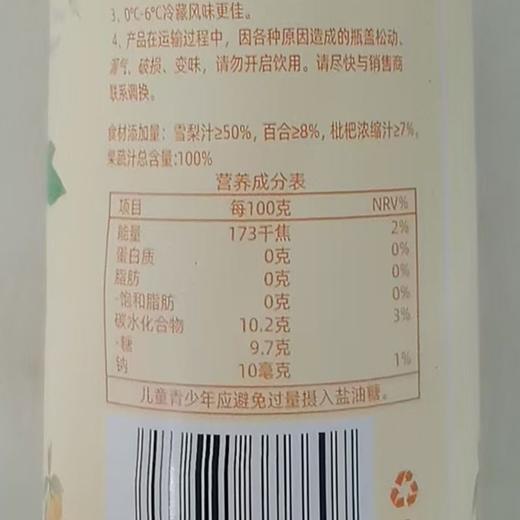 3、0℃-6℃冷藏风味更佳。
4、产品在运输过程中，因各种原因造成的瓶盖松动、
漏气、破损、变味，请勿开启饮用。请尽快与销售商
联系调换。
食材添加量：雪梨汁≥50%，百合≥8%，枇杷浓缩汁≥7%，
果蔬汁总含量：100%
营养成分表
项目 每100克 NRV%
能量 173千焦 2%
蛋白质 0克 0%
脂肪 0克 0%
-饱和脂肪 0克 0%
碳水化合物 10.2克 3%
-糖 9.7克
钠 10毫克 1%
儿童青少年应避免过量摄入盐油糖。